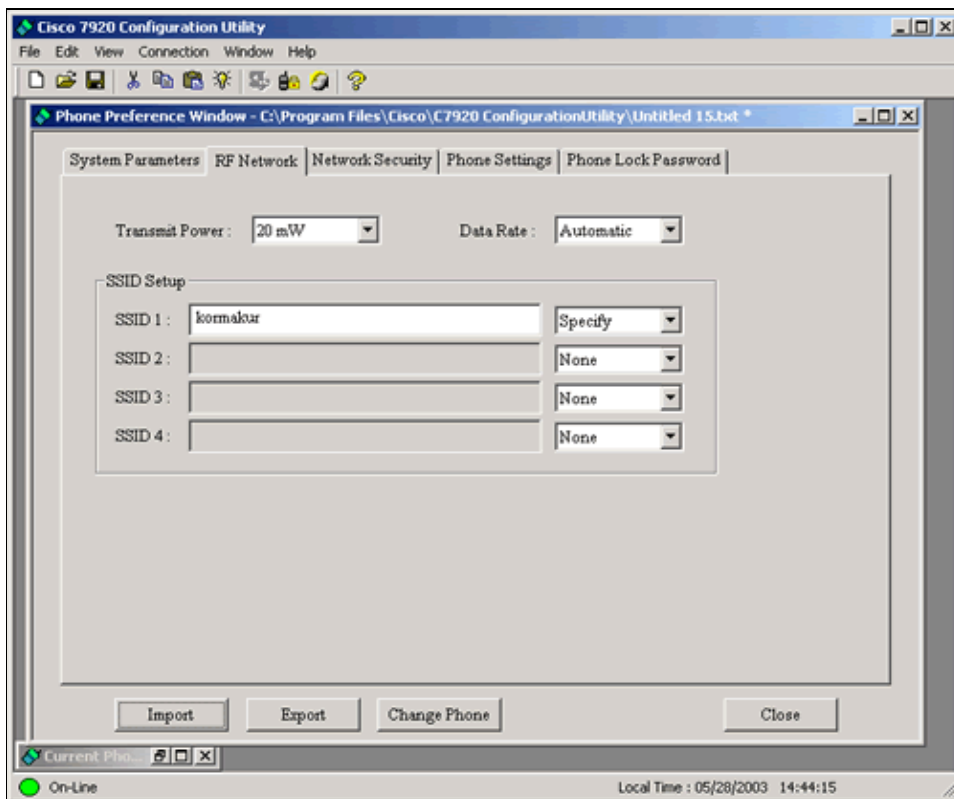 Cisco 7920 Configuration Utility
File Edit View Connection Window Help
Phone Preference Window - C:\Program Files\Cisco\C7920 ConfigurationUtility\Untitled 15.txt *
System Parameters RF Network Network Security Phone Settings Phone Lock Password
Transmit Power : 20 mW Data Rate : Automatic
SSID Setup
SSID 1 : kormakur Specify
SSID 2 : None
SSID 3 : None
SSID 4 : None
Import Export Change Phone Close
Current Pho...
On-Line Local Time : 05/28/2003 14:44:15